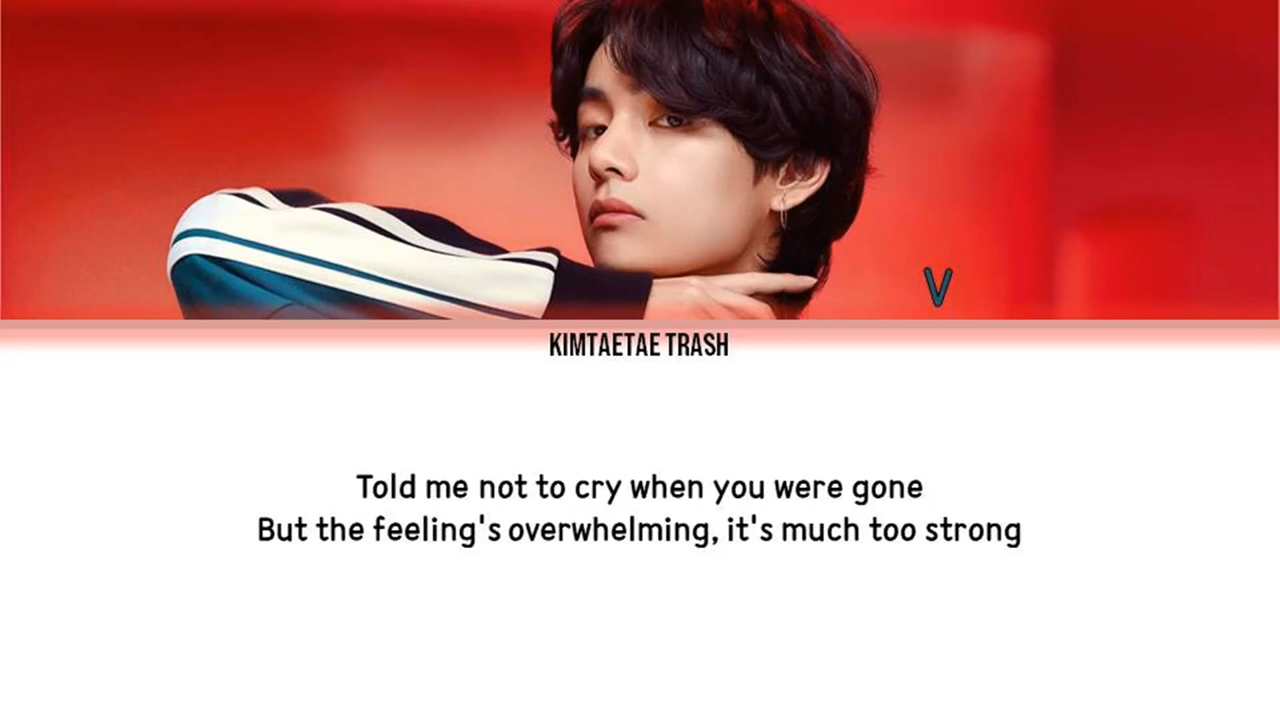 V
KIMTAETAE TRASH
Told me not to cry when you were gone
But the feeling's overwhelming, it's much too strong